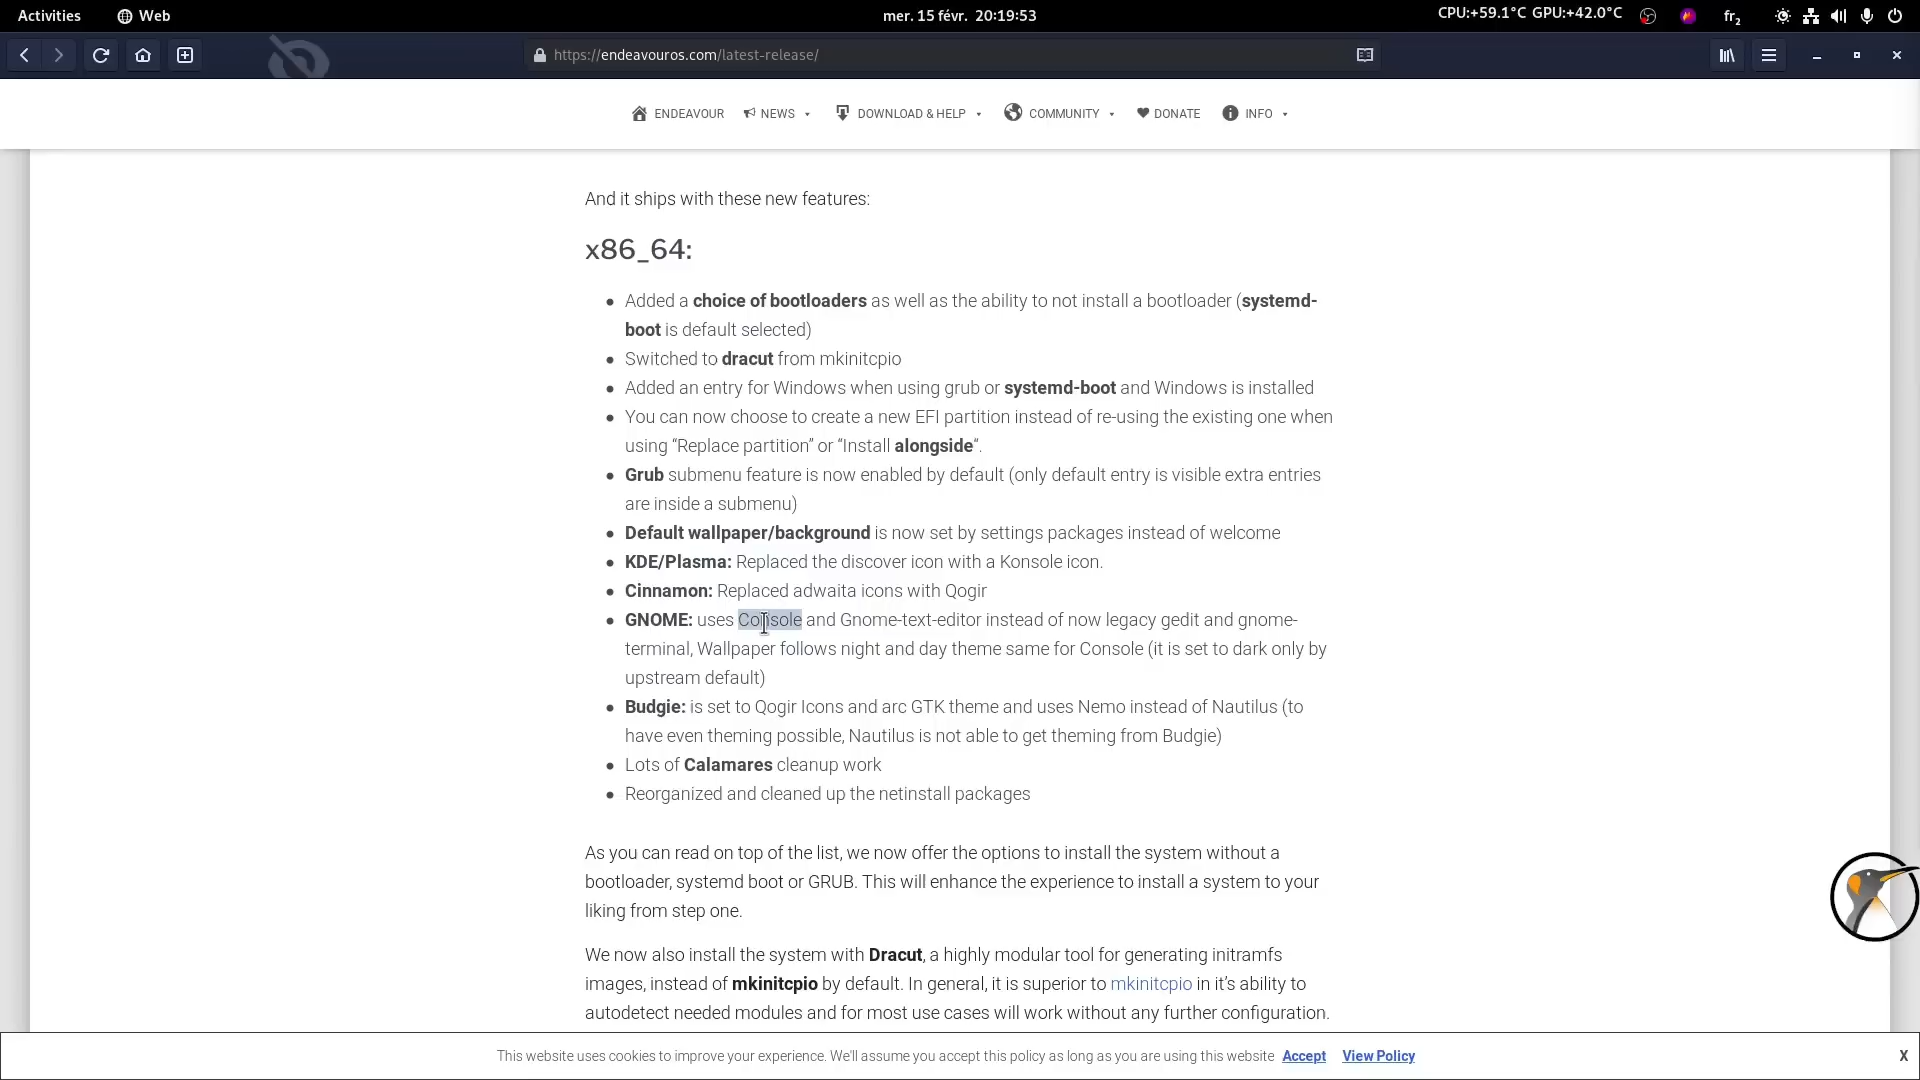 Activities Web mer. 15 févr. 20:19:53 CPU:+59.1°C GPU:+42.0°C fr₂
https://endeavouros.com/latest-release/
ENDEAVOUR NEWS DOWNLOAD & HELP COMMUNITY DONATE INFO
And it ships with these new features:
x86_64:
• Added a choice of bootloaders as well as the ability to not install a bootloader (systemd-
boot is default selected)
• Switched to dracut from mkinitcpio
• Added an entry for Windows when using grub or systemd-boot and Windows is installed
• You can now choose to create a new EFI partition instead of re-using the existing one when
using “Replace partition” or “Install alongside“.
• Grub submenu feature is now enabled by default (only default entry is visible extra entries
are inside a submenu)
• Default wallpaper/background is now set by settings packages instead of welcome
• KDE/Plasma: Replaced the discover icon with a Konsole icon.
• Cinnamon: Replaced adwaita icons with Qogir
• GNOME: uses Console and Gnome-text-editor instead of now legacy gedit and gnome-
terminal, Wallpaper follows night and day theme same for Console (it is set to dark only by
upstream default)
• Budgie: is set to Qogir Icons and arc GTK theme and uses Nemo instead of Nautilus (to
have even theming possible, Nautilus is not able to get theming from Budgie)
• Lots of Calamares cleanup work
• Reorganized and cleaned up the netinstall packages
As you can read on top of the list, we now offer the options to install the system without a
bootloader, systemd boot or GRUB. This will enhance the experience to install a system to your
liking from step one.
We now also install the system with Dracut, a highly modular tool for generating initramfs
images, instead of mkinitcpio by default. In general, it is superior to mkinitcpio in it’s ability to
autodetect needed modules and for most use cases will work without any further configuration.
This website uses cookies to improve your experience. We'll assume you accept this policy as long as you are using this website Accept View Policy X